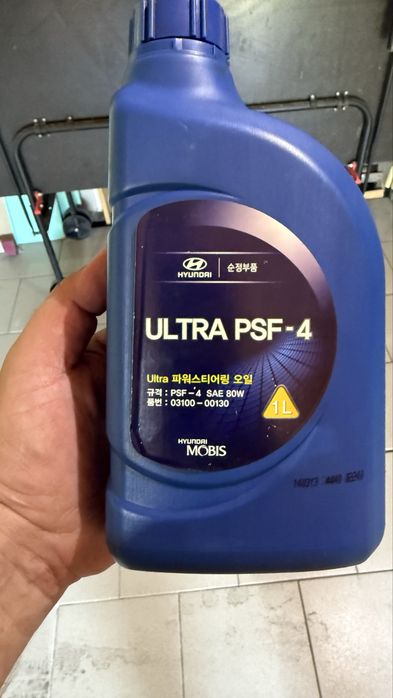 HYUNDAI 순정부품
ULTRA PSF-4
Ultra 파워스티어링 오일
규격 : PSF-4 SAE 80W
품번 : 03100-00130
1L
HYUNDAI
MOBIS